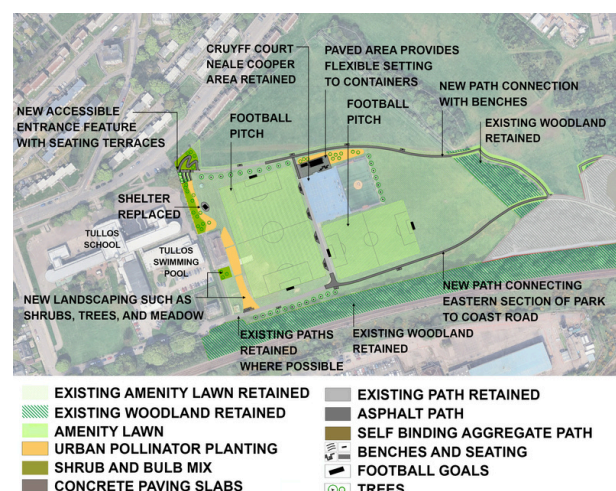 CRUYFF COURT
NEALE COOPER
AREA RETAINED
PAVED AREA PROVIDES
FLEXIBLE SETTING
TO CONTAINERS
NEW PATH CONNECTION
WITH BENCHES
NEW ACCESSIBLE
ENTRANCE FEATURE
WITH SEATING TERRACES
FOOTBALL
PITCH
FOOTBALL
PITCH
EXISTING WOODLAND
RETAINED
SHELTER
REPLACED
TULLOS
SCHOOL
TULLOS
SWIMMING
POOL
NEW LANDSCAPING SUCH AS
SHRUBS, TREES, AND MEADOW
EXISTING PATHS
RETAINED
WHERE POSSIBLE
EXISTING WOODLAND
RETAINED
NEW PATH CONNECTING
EASTERN SECTION OF PARK
TO COAST ROAD
EXISTING AMENITY LAWN RETAINED
EXISTING WOODLAND RETAINED
AMENITY LAWN
URBAN POLLINATOR PLANTING
SHRUB AND BULB MIX
CONCRETE PAVING SLABS
EXISTING PATH RETAINED
ASPHALT PATH
SELF BINDING AGGREGATE PATH
BENCHES AND SEATING
FOOTBALL GOALS
TREES